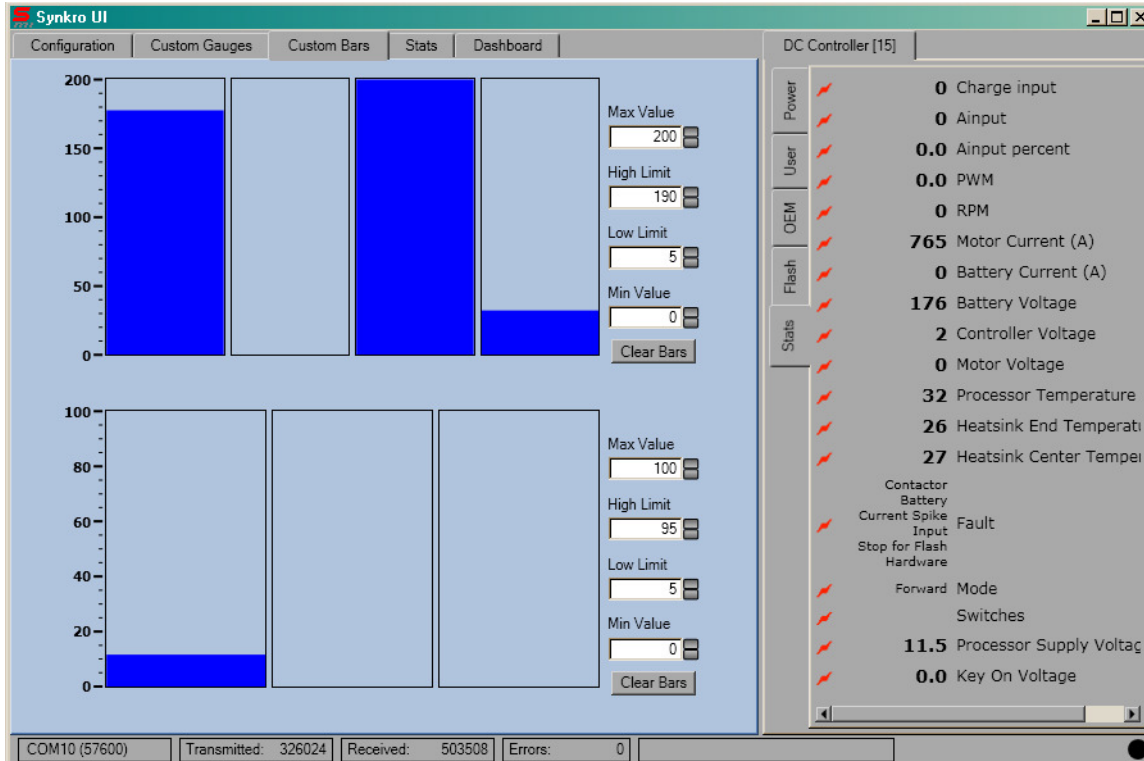 Synkro UI
Configuration
Custom Gauges
Custom Bars
Stats
Dashboard
200
150
100
50
0
Max Value
200
High Limit
190
Low Limit
5
Min Value
0
Clear Bars
100
80
60
40
20
0
Max Value
100
High Limit
95
Low Limit
5
Min Value
0
Clear Bars
DC Controller [15]
Power
User
OEM
Flash
Stats
0 Charge input
0 Ainput
0.0 Ainput percent
0.0 PWM
0 RPM
765 Motor Current (A)
0 Battery Current (A)
176 Battery Voltage
2 Controller Voltage
0 Motor Voltage
32 Processor Temperature
26 Heatsink End Temperatu
27 Heatsink Center Temper
Contactor
Battery
Current Spike
Input
Stop for Flash
Hardware
Fault
Forward Mode
Switches
11.5 Processor Supply Voltag
0.0 Key On Voltage
COM10 (57600)
Transmitted: 326024
Received: 503508
Errors: 0